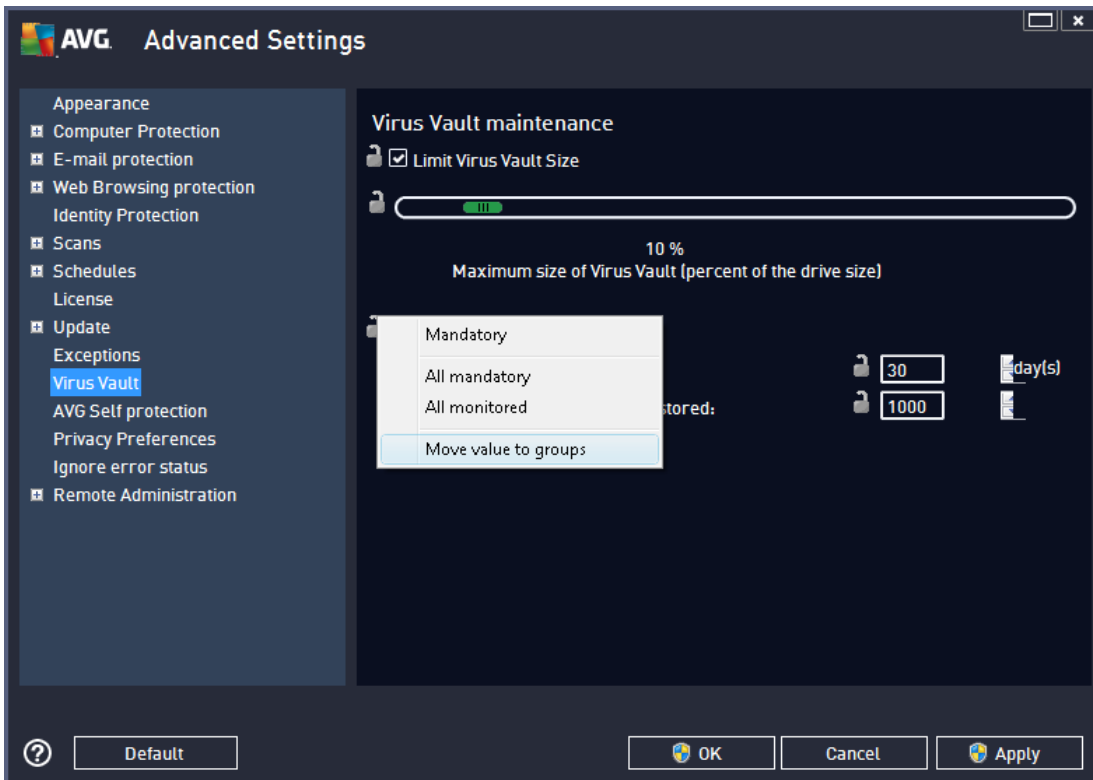 AVG. Advanced Settings
Appearance
Computer Protection
E-mail protection
Web Browsing protection
Identity Protection
Scans
Schedules
License
Update
Exceptions
Virus Vault
AVG Self protection
Privacy Preferences
Ignore error status
Remote Administration
Virus Vault maintenance
Limit Virus Vault Size
10 %
Maximum size of Virus Vault (percent of the drive size)
Mandatory
All mandatory
All monitored
Move value to groups
30 day(s)
stored: 1000
Default
OK
Cancel
Apply